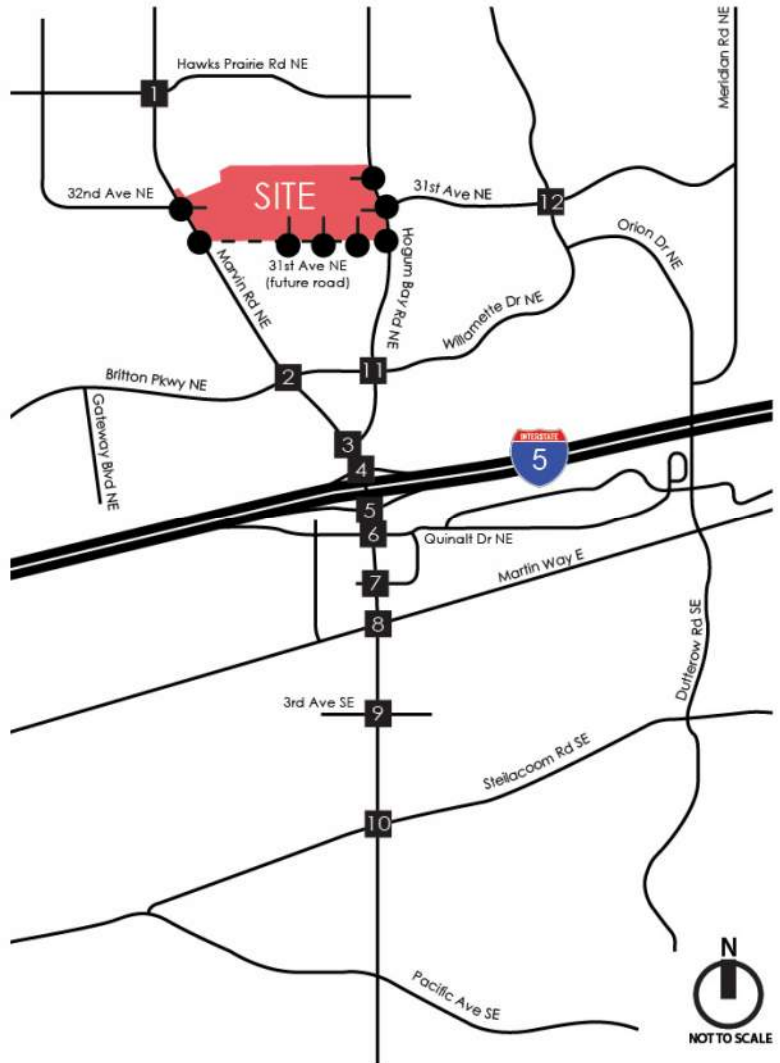 Hawks Prairie Rd NE
Meridian Rd NE
1
32nd Ave NE
SITE
31st Ave NE
12
Orion Dr NE
31st Ave NE
(future road)
Marvin Rd NE
Hogum Bay Rd NE
Willamette Dr NE
Britton Pkwy NE
2
11
Gateway Blvd NE
3
4
INTERSTATE
5
5
6
Quinalt Dr NE
7
Martin Way E
8
Dutterow Rd SE
3rd Ave SE
9
Steilacoom Rd SE
10
Pacific Ave SE
N
NOT TO SCALE